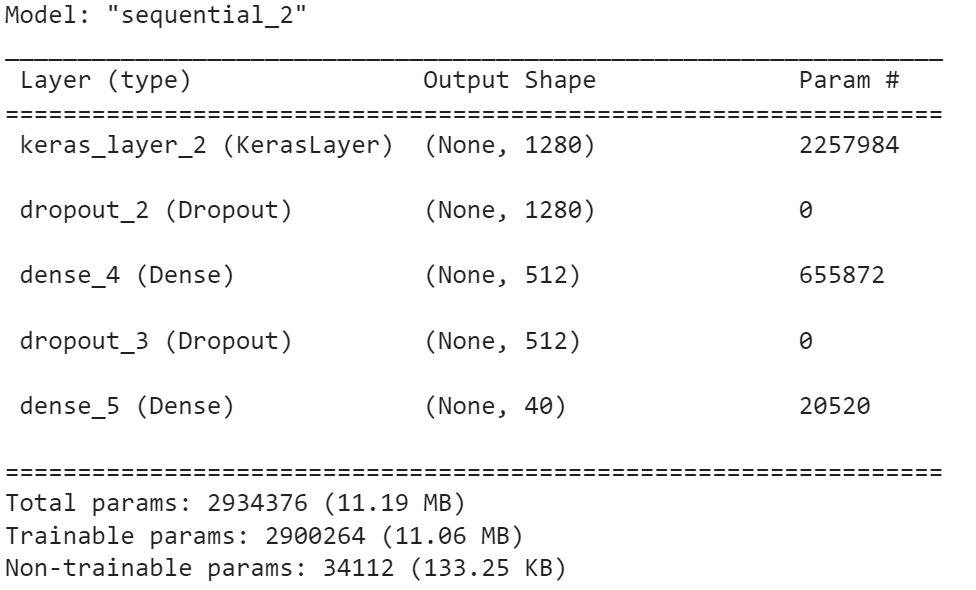 Model: "sequential_2"
_________________________________________________________________
Layer (type) Output Shape Param #
=================================================================
keras_layer_2 (KerasLayer) (None, 1280) 2257984
dropout_2 (Dropout) (None, 1280) 0
dense_4 (Dense) (None, 512) 655872
dropout_3 (Dropout) (None, 512) 0
dense_5 (Dense) (None, 40) 20520
=================================================================
Total params: 2934376 (11.19 MB)
Trainable params: 2900264 (11.06 MB)
Non-trainable params: 34112 (133.25 KB)